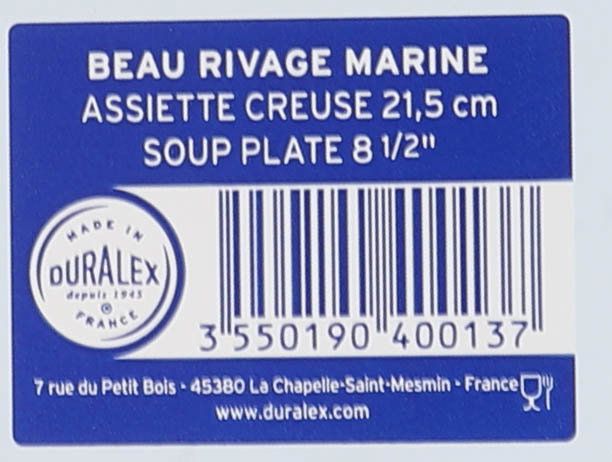 BEAU RIVAGE MARINE
ASSIETTE CREUSE 21,5 cm
SOUP PLATE 8 1/2"
MADE IN
DURALEX
depuis 1945
®
FRANCE
3 550190 400137
7 rue du Petit Bois - 45380 La Chapelle-Saint-Mesmin - France
www.duralex.com